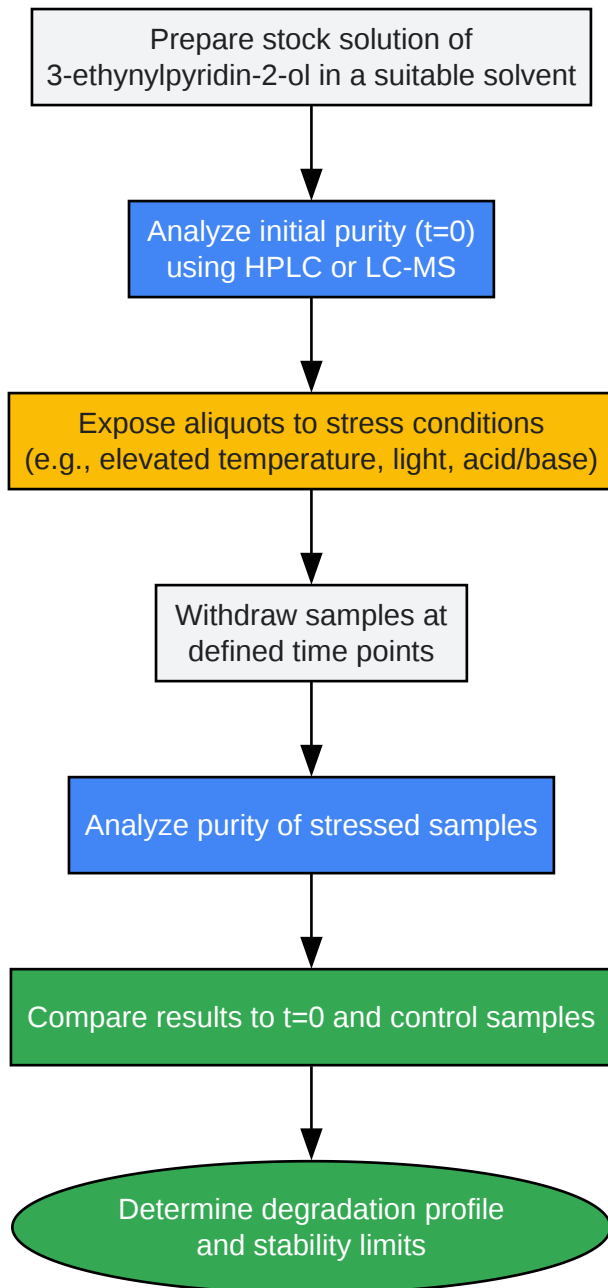 Prepare stock solution of
3-ethynylpyridin-2-ol in a suitable solvent
Analyze initial purity (t=0)
using HPLC or LC-MS
Expose aliquots to stress conditions
(e.g., elevated temperature, light, acid/base)
Withdraw samples at
defined time points
Analyze purity of stressed samples
Compare results to t=0 and control samples
Determine degradation profile
and stability limits